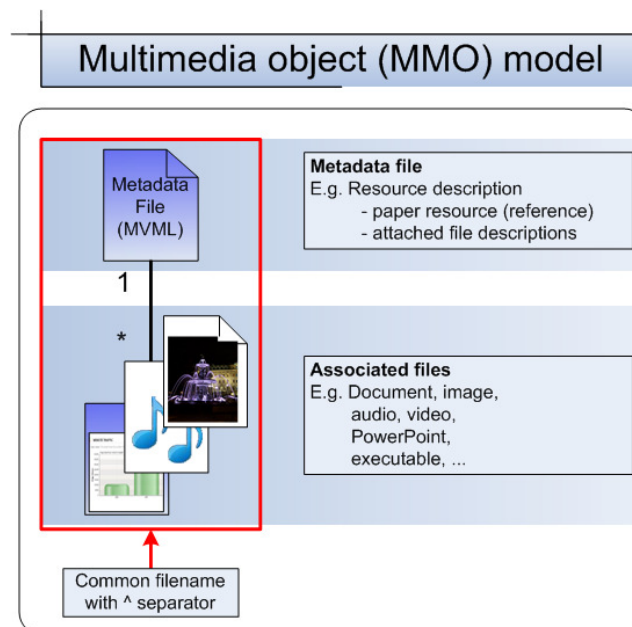 Multimedia object (MMO) model
Metadata
File
(MVML)
Metadata file
E.g. Resource description
- paper resource (reference)
- attached file descriptions
1
*
Associated files
E.g. Document, image,
audio, video,
PowerPoint,
executable, ...
Common filename
with ^ separator